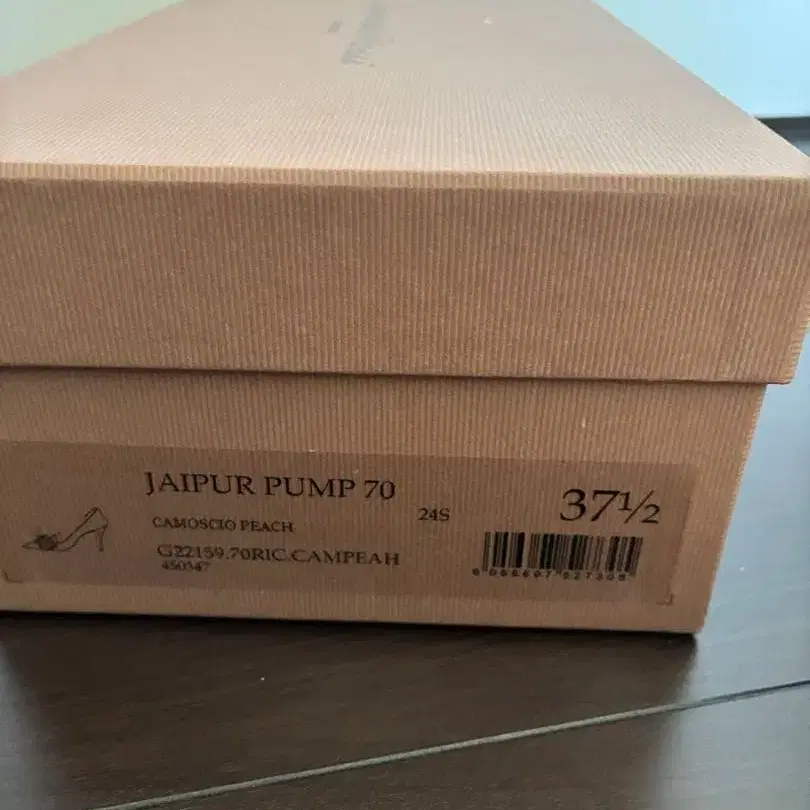 JAIPUR PUMP 70
24S
37½
CAMOSCIO PEACH
G22159.70RIC.CAMPEAH
450347